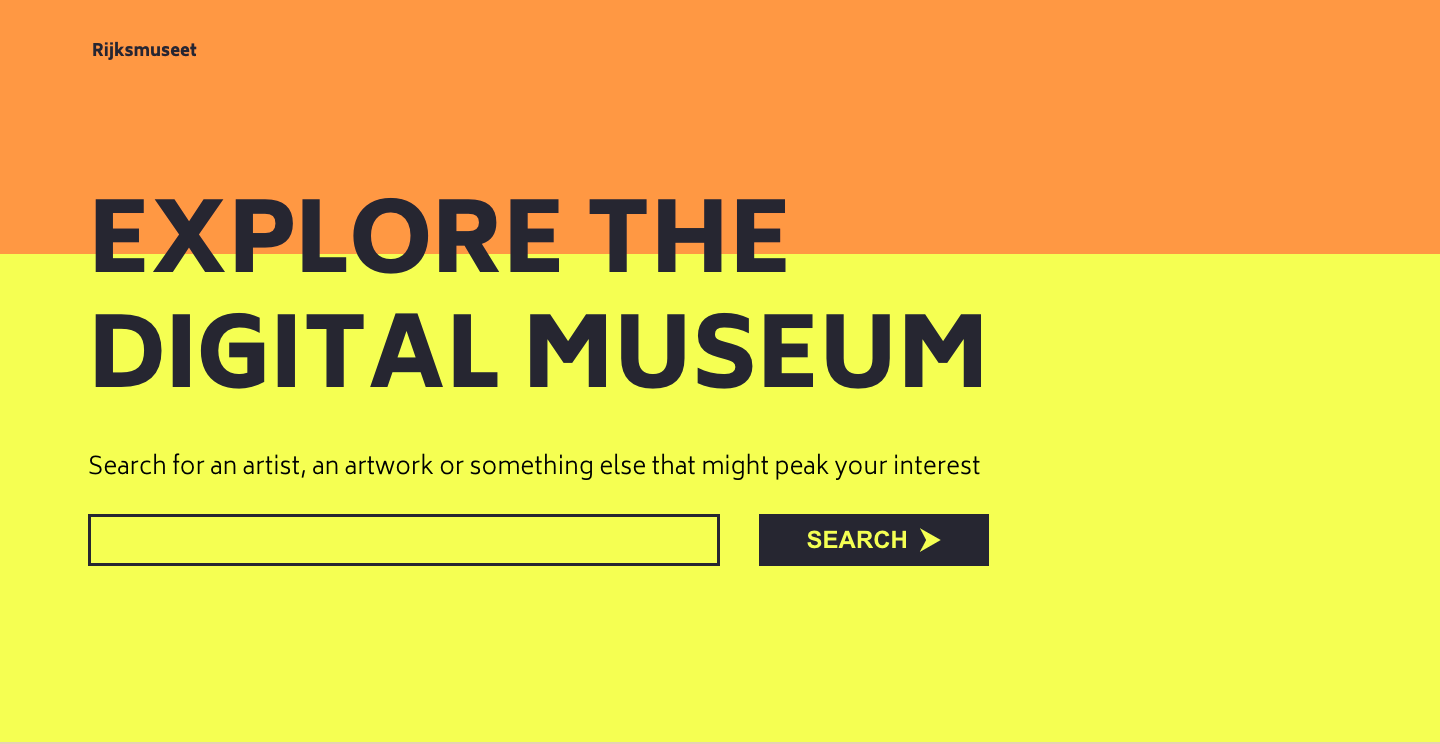 Rijksmuseet
EXPLORE THE
DIGITAL MUSEUM
Search for an artist, an artwork or something else that might peak your interest
SEARCH